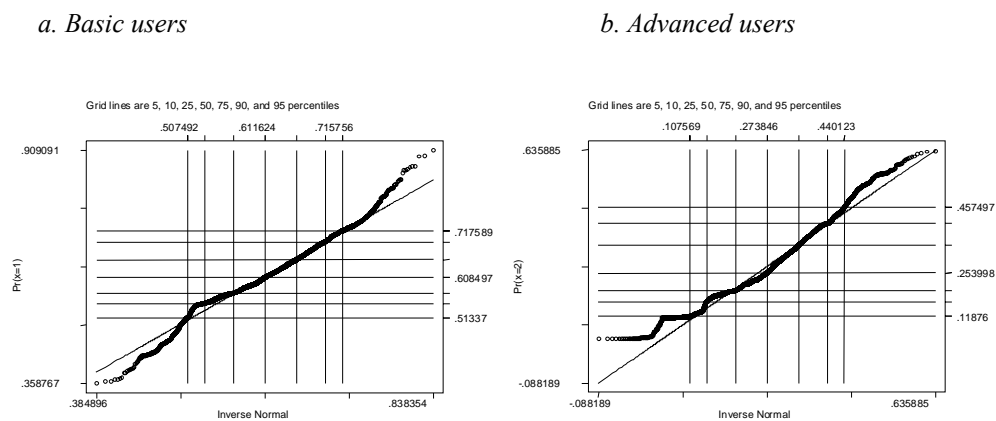 a. Basic users
b. Advanced users
Grid lines are 5, 10, 25, 50, 75, 90, and 95 percentiles
.507492 .611624 .715756
.909091
.717589
.608497
.51337
.358767
Pr(x=1)
.384896 .838354
Inverse Normal
Grid lines are 5, 10, 25, 50, 75, 90, and 95 percentiles
.107569 .273846 .440123
.635885
.457497
.253998
.11876
-.088189
Pr(x=2)
-.088189 .635885
Inverse Normal